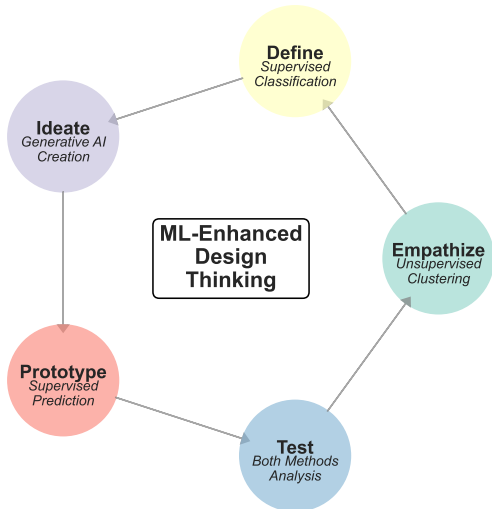 Define
Supervised
Classification
Ideate
Generative AI
Creation
ML-Enhanced
Design
Thinking
Empathize
Unsupervised
Clustering
Prototype
Supervised
Prediction
Test
Both Methods
Analysis